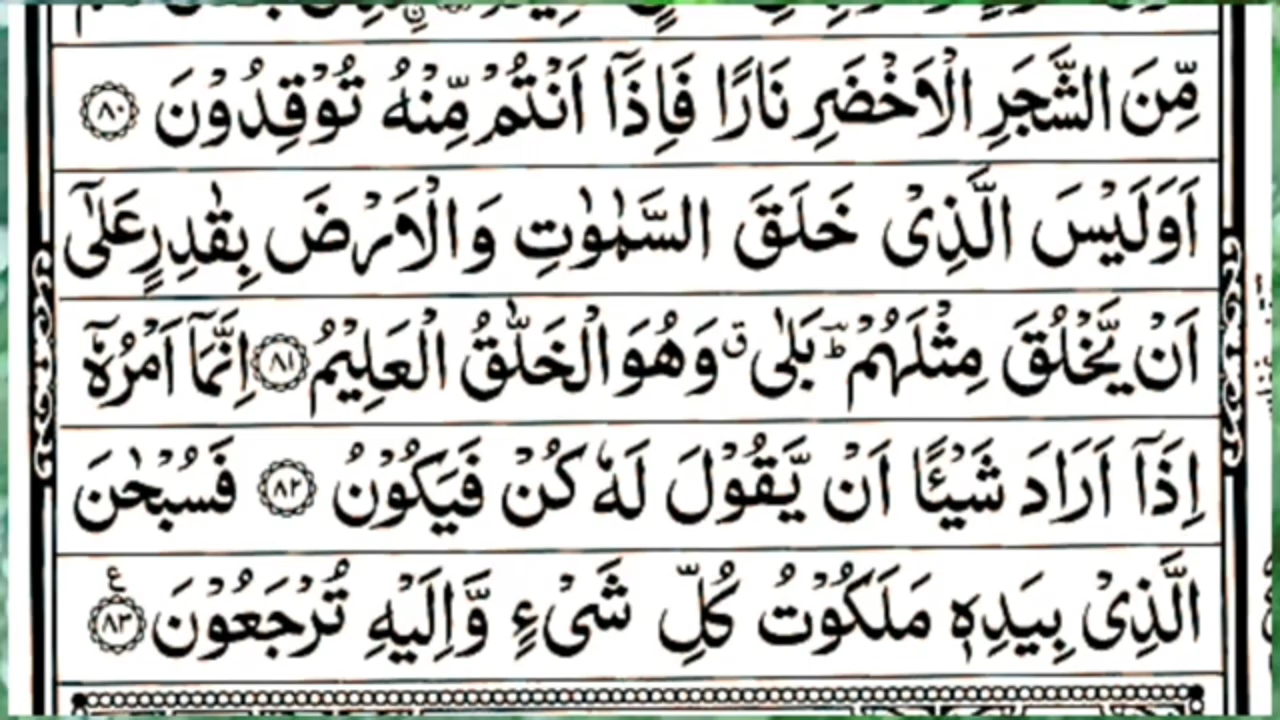 مِّنَ الشَّجَرِ الْاَخْضَرِ نَارًا فَاِذَاۤ اَنْتُمْ مِّنْهُ تُوْقِدُوْنَ ﴿۸۰﴾
اَوَلَيْسَ الَّذِيْ خَلَقَ السَّمٰوٰتِ وَالْاَرْضَ بِقٰدِرٍ عَلٰۤى
اَنْ يَّخْلُقَ مِثْلَهُمْ ؕ بَلٰى ۗ وَهُوَ الْخَلّٰقُ الْعَلِيْمُ ﴿۸۱﴾ اِنَّمَاۤ اَمْرُهٗۤ
اِذَاۤ اَرَادَ شَيْئًا اَنْ يَّقُوْلَ لَهٗ كُنْ فَيَكُوْنُ ﴿۸۲﴾ فَسُبْحٰنَ
الَّذِيْ بِيَدِهٖ مَلَكُوْتُ كُلِّ شَيْءٍ وَّاِلَيْهِ تُرْجَعُوْنَ ﴿۸۳﴾ ع